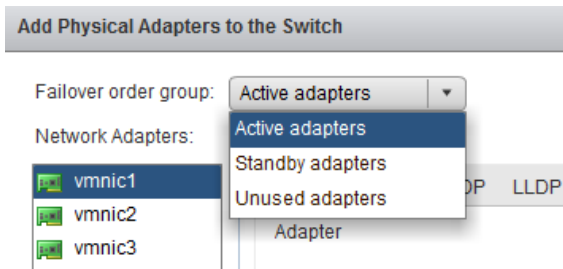 Add Physical Adapters to the Switch
Failover order group: Active adapters
Active adapters
Standby adapters
Unused adapters
Network Adapters:
vmnic1
vmnic2
vmnic3
DP LLDP
Adapter